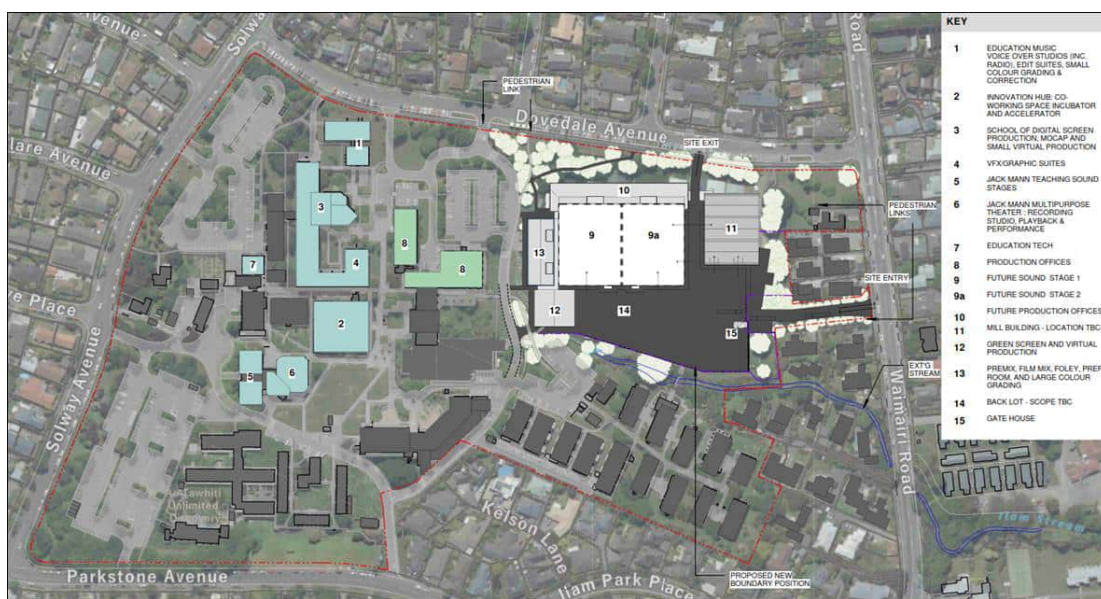 Avenue
Solway
Road
PEDESTRIAN
LINK
Dovedale Avenue
SITE EXIT
1
10
3
8
9
9a
11
PEDESTRIAN
LINKS
13
7
4
8
SITE ENTRY
12
14
2
15
5
6
EXT'G
STREAM
Solway Avenue
Place
Waimairi Road
Kelson Lane
Ilam Stream
Parkstone Avenue
Park Place
PROPOSED NEW
BOUNDARY POSITION
KEY
1 EDUCATION MUSIC
VOICE OVER STUDIOS (INC.
RADIO), EDIT SUITES, SMALL
COLOUR GRADING &
CORRECTION
2 INNOVATION HUB: CO-
WORKING SPACE INCUBATOR
AND ACCELERATOR
3 SCHOOL OF DIGITAL SCREEN
PRODUCTION, MOCAP AND
SMALL VIRTUAL PRODUCTION
4 VFX/GRAPHIC SUITES
5 JACK MANN TEACHING SOUND
STAGES
6 JACK MANN MULTIPURPOSE
THEATER : RECORDING
STUDIO, PLAYBACK &
PERFORMANCE
7 EDUCATION TECH
8 PRODUCTION OFFICES
9 FUTURE SOUND STAGE 1
9a FUTURE SOUND STAGE 2
10 FUTURE PRODUCTION OFFICES
11 MILL BUILDING - LOCATION TBC
12 GREEN SCREEN AND VIRTUAL
PRODUCTION
13 PREMIX, FILM MIX, FOLEY, PREP
ROOM, AND LARGE COLOUR
GRADING
14 BACK LOT - SCOPE TBC
15 GATE HOUSE